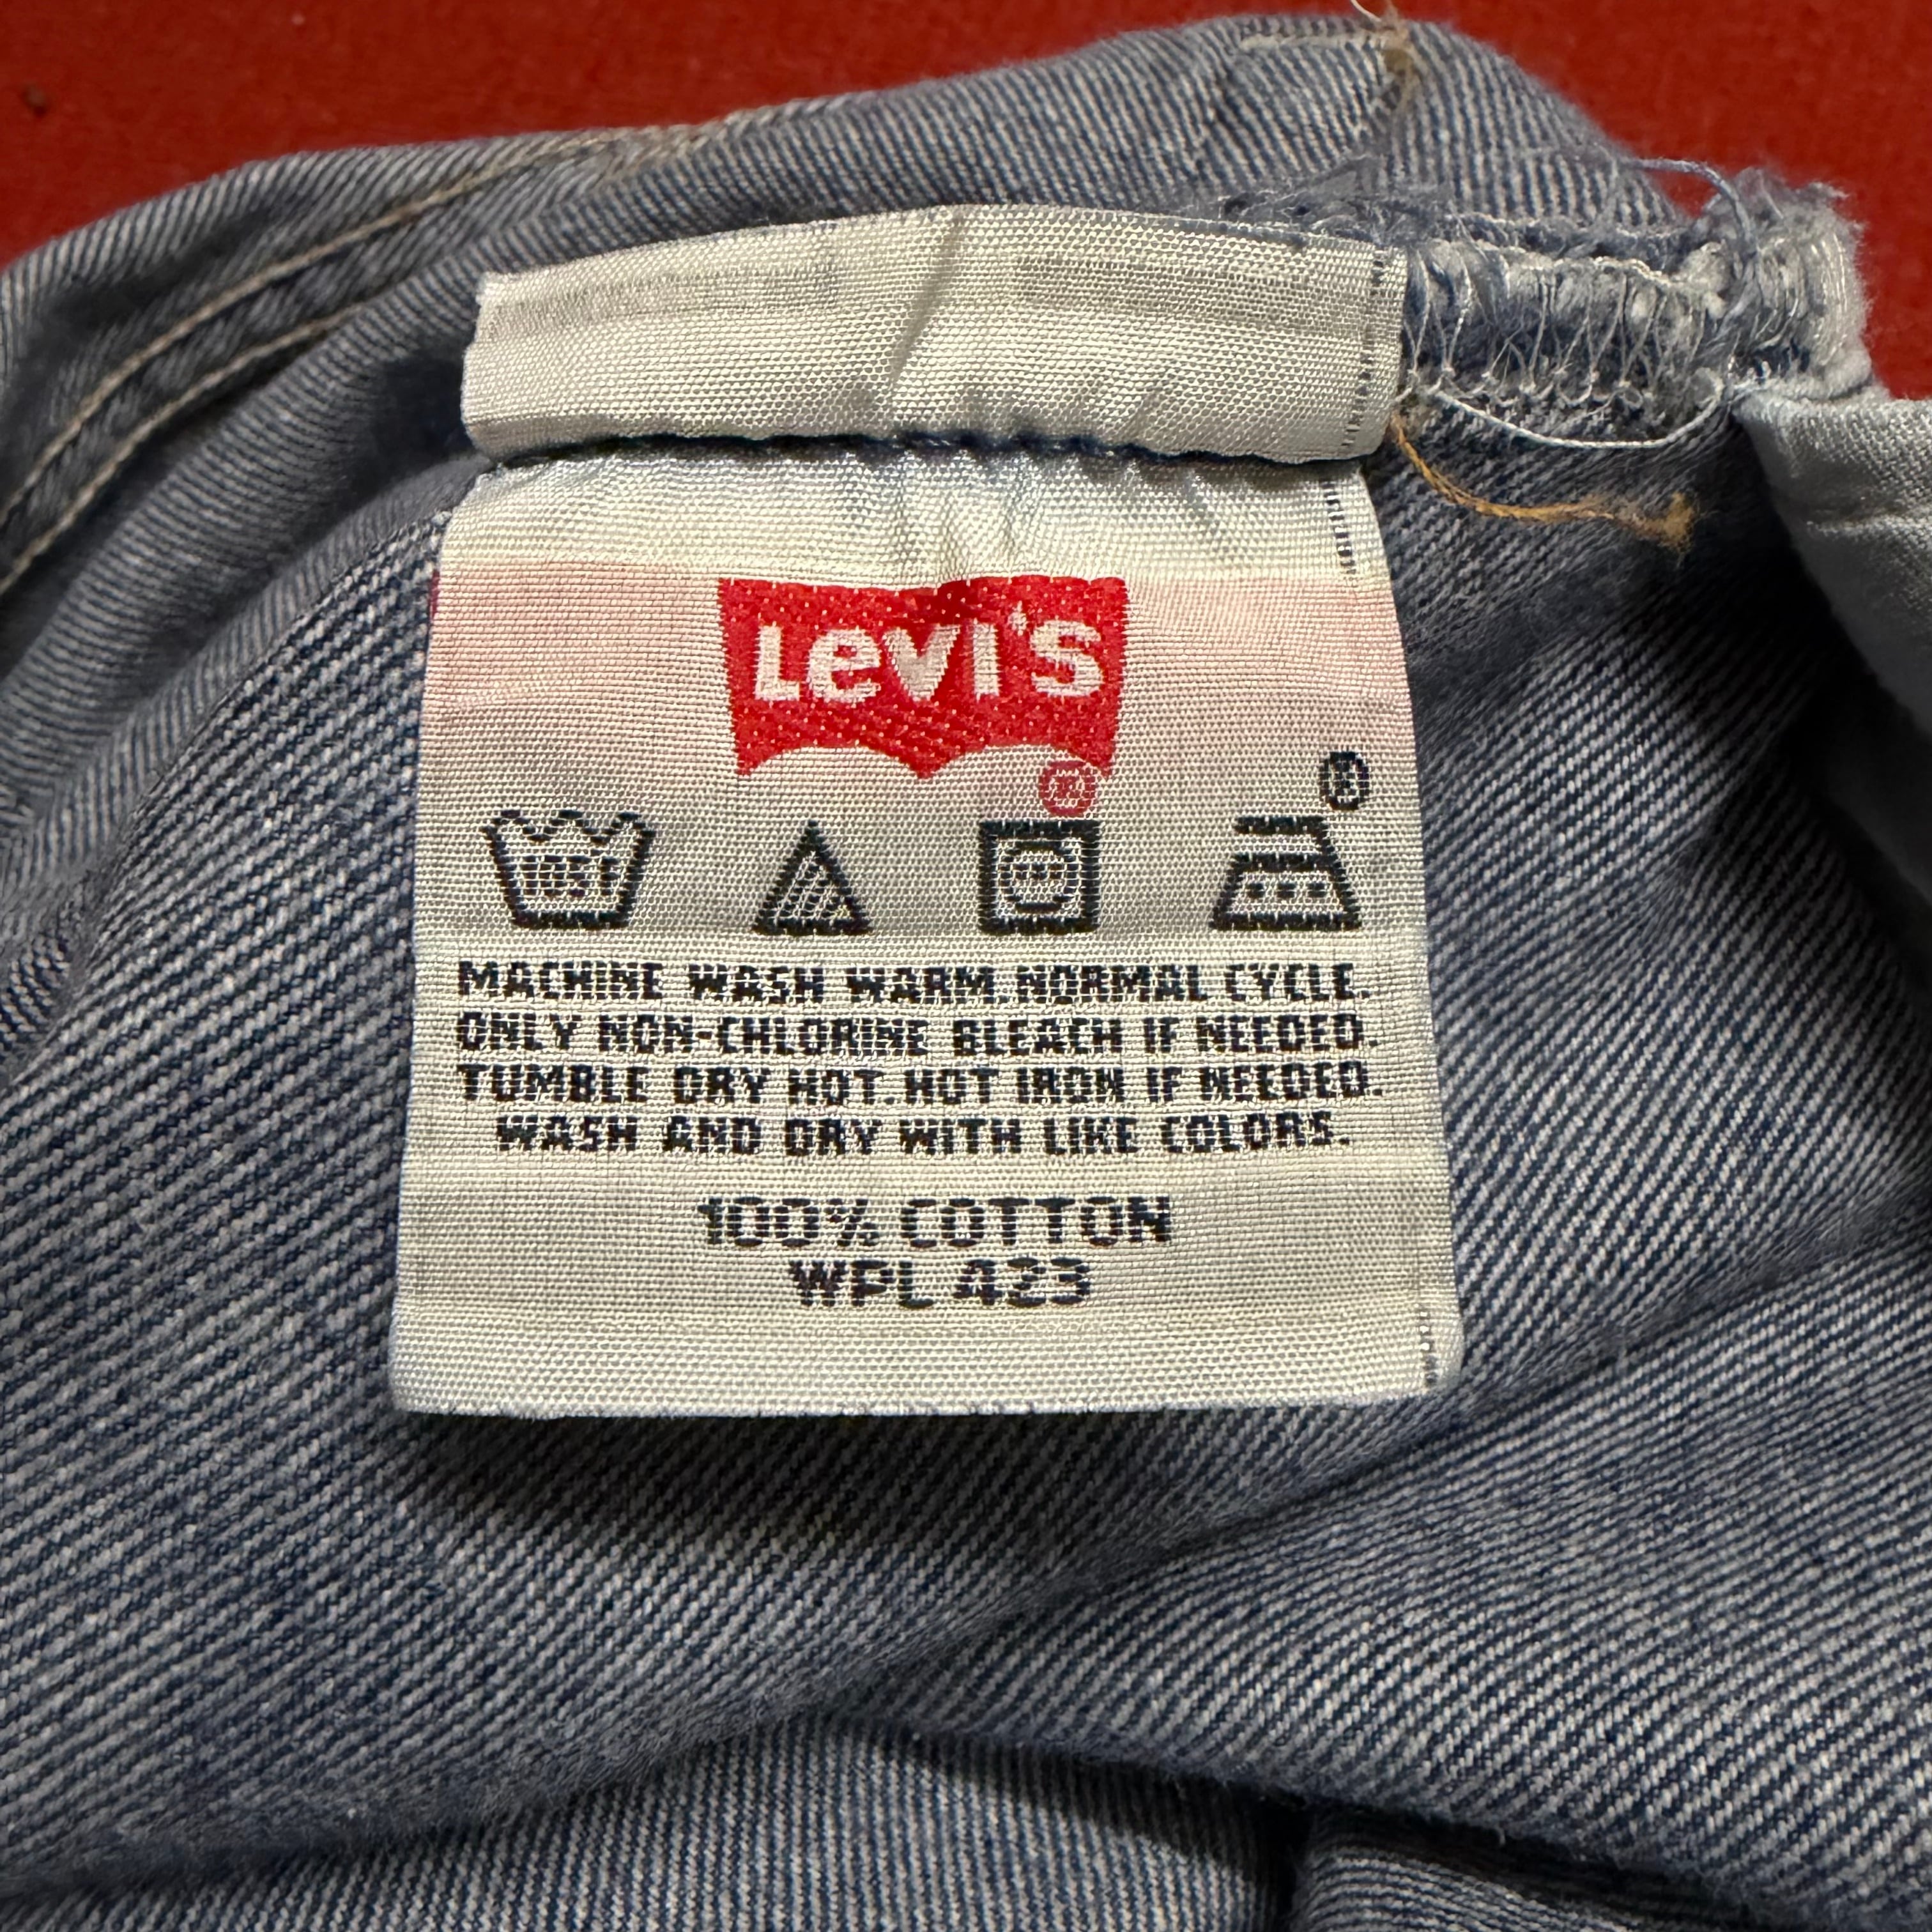 Levi's
®
®
105F
MACHINE WASH WARM. NORMAL CYCLE.
ONLY NON-CHLORINE BLEACH IF NEEDED.
TUMBLE DRY HOT. HOT IRON IF NEEDED.
WASH AND DRY WITH LIKE COLORS.
100% COTTON
WPL 423